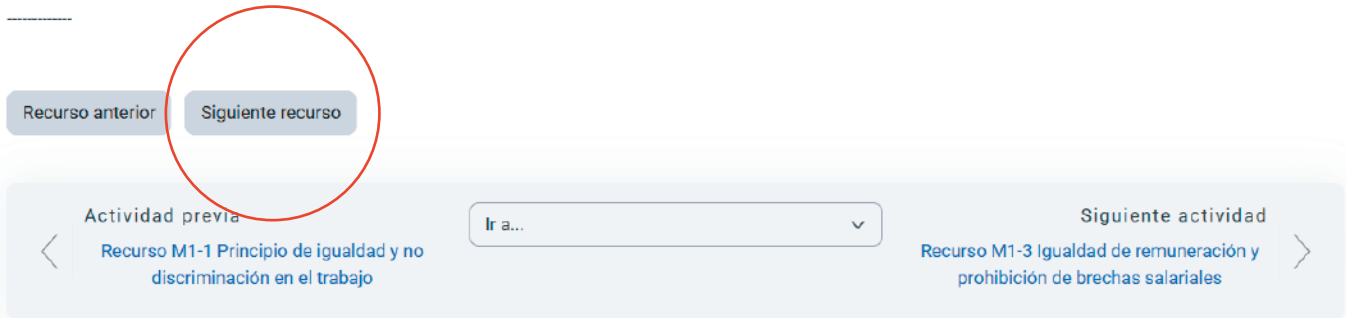 -------------
Recurso anterior
Siguiente recurso
Actividad previa
Recurso M1-1 Principio de igualdad y no
discriminación en el trabajo
Ir a...
Siguiente actividad
Recurso M1-3 Igualdad de remuneración y
prohibición de brechas salariales